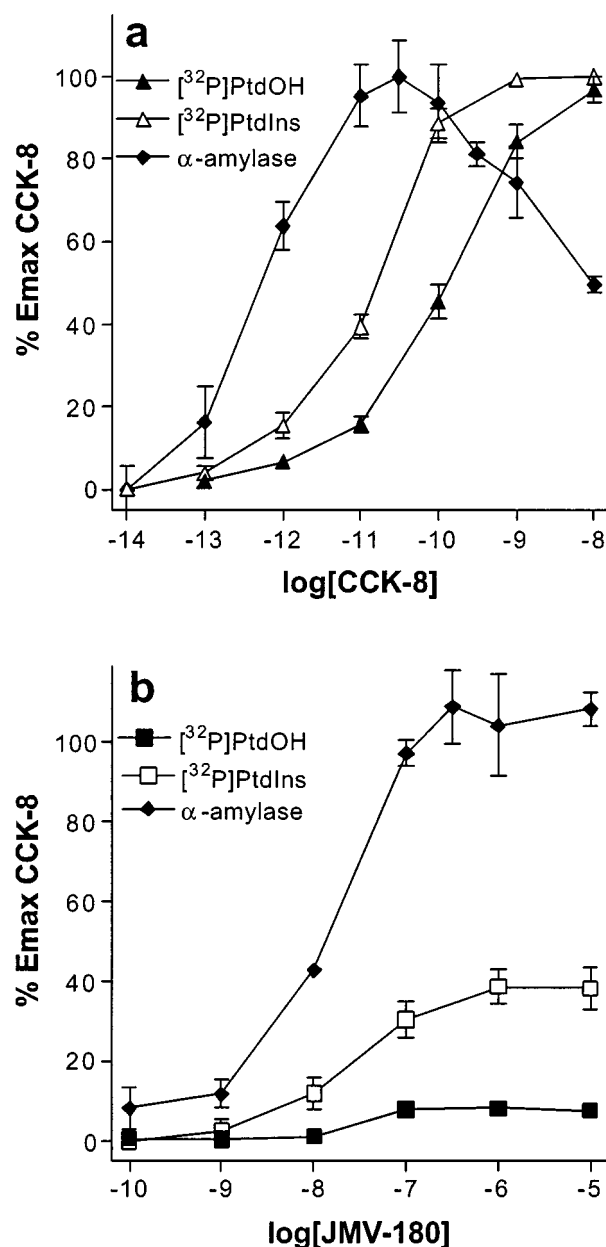 a
[³²P]PtdOH
[³²P]PtdIns
α-amylase
% Emax CCK-8
100
80
60
40
20
0
-14
-13
-12
-11
-10
-9
-8
log[CCK-8]
b
[³²P]PtdOH
[³²P]PtdIns
α-amylase
% Emax CCK-8
100
80
60
40
20
0
-10
-9
-8
-7
-6
-5
log[JMV-180]